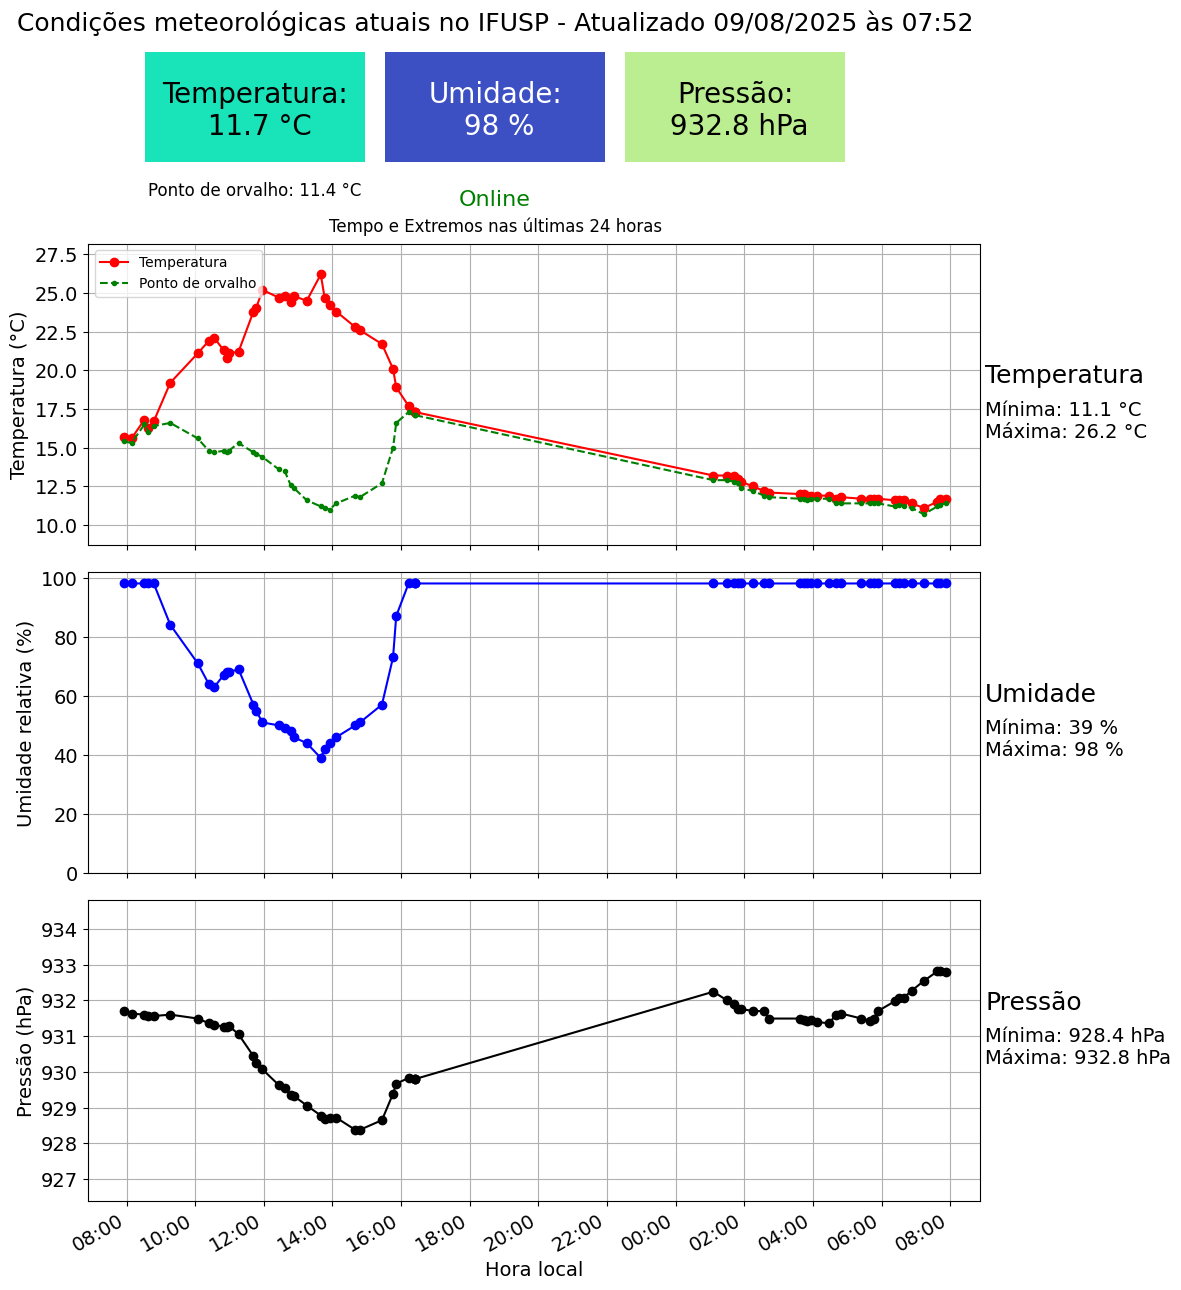 Condições meteorológicas atuais no IFUSP - Atualizado 09/08/2025 às 07:52
Temperatura:
11.7 °C
Umidade:
98 %
Pressão:
932.8 hPa
Ponto de orvalho: 11.4 °C
Online
Tempo e Extremos nas últimas 24 horas
Temperatura
Ponto de orvalho
Temperatura (°C)
27.5
25.0
22.5
20.0
17.5
15.0
12.5
10.0
Temperatura
Mínima: 11.1 °C
Máxima: 26.2 °C
Umidade relativa (%)
100
80
60
40
20
0
Umidade
Mínima: 39 %
Máxima: 98 %
Pressão (hPa)
934
933
932
931
930
929
928
927
Pressão
Mínima: 928.4 hPa
Máxima: 932.8 hPa
08:00 10:00 12:00 14:00 16:00 18:00 20:00 22:00 00:00 02:00 04:00 06:00 08:00
Hora local